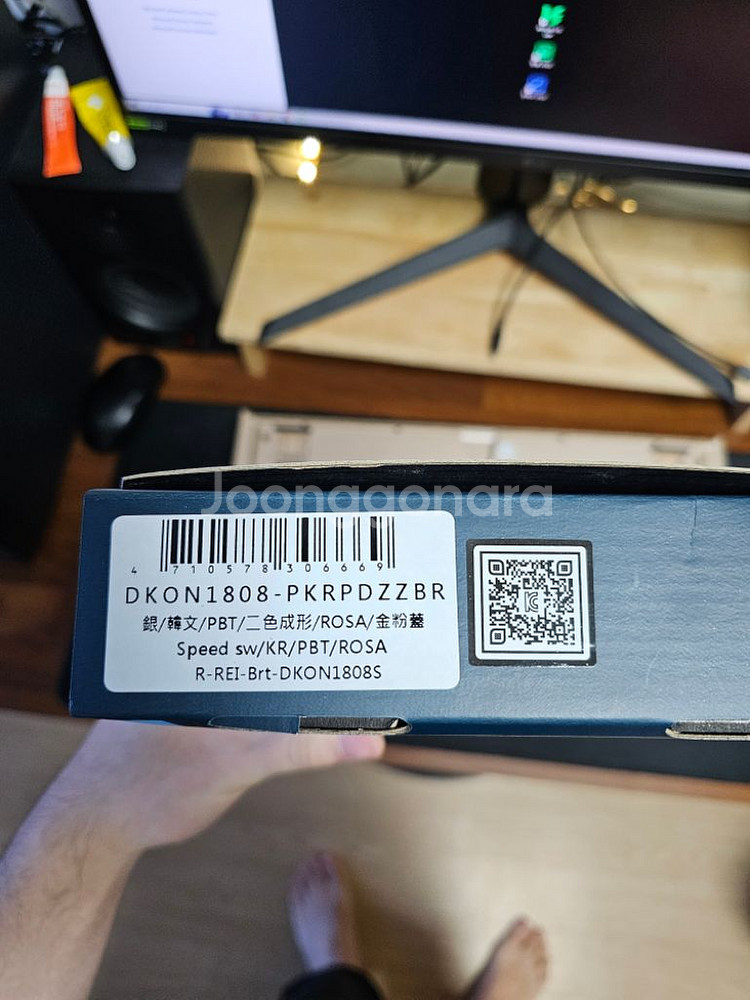 Joonggonara
4 710578 306669
DKON1808-PKRPDZZBR
銀/韓文/PBT/二色成形/ROSA/金粉蓋
Speed sw/KR/PBT/ROSA
R-REI-Brt-DKON1808S